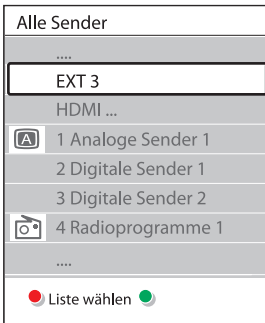 Alle Sender
....
EXT 3
HDMI ...
A 1 Analoge Sender 1
2 Digitale Sender 1
3 Digitale Sender 2
4 Radioprogramme 1
....
Liste wählen